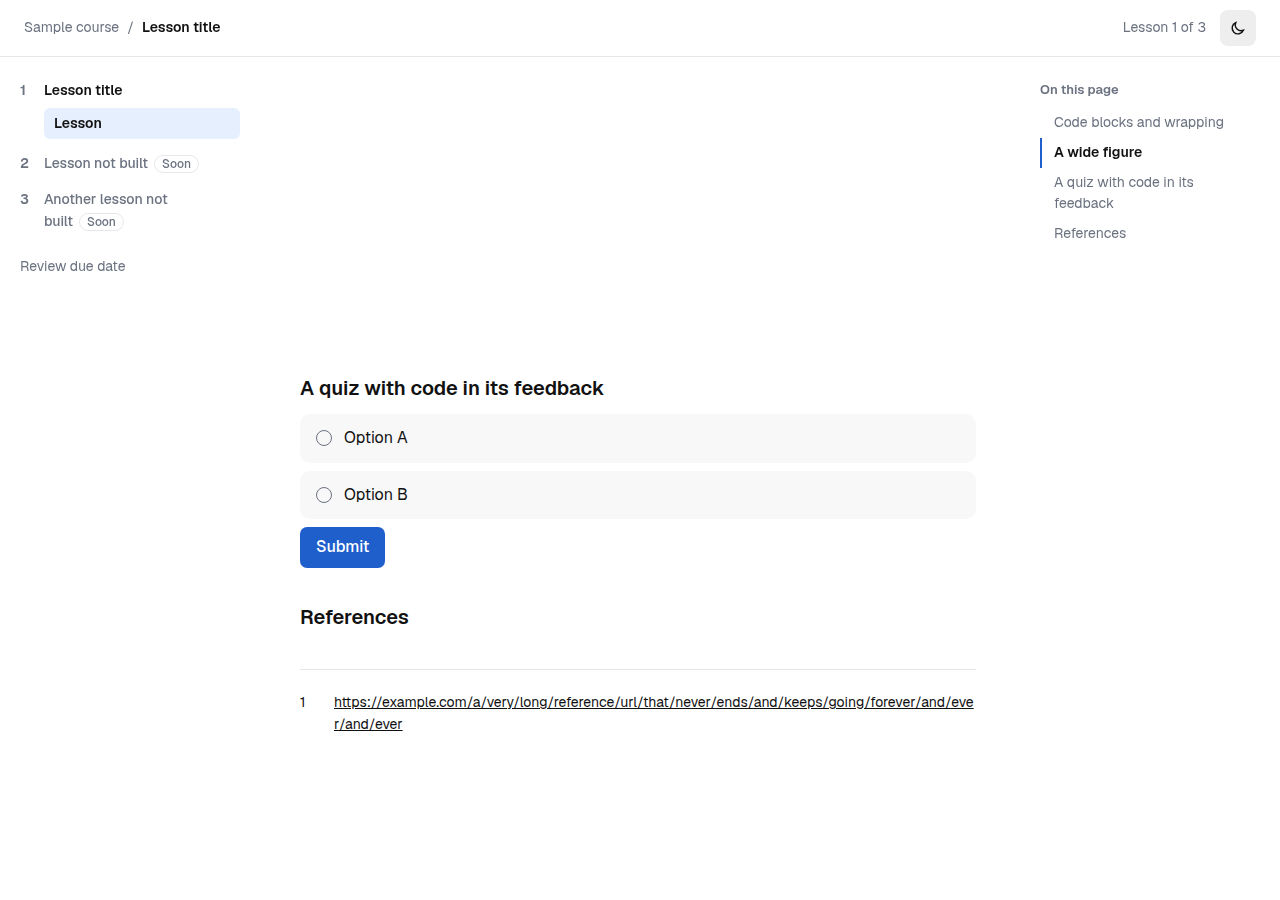 Sample course / Lesson title
Lesson 1 of 3
1 Lesson title
Lesson
2 Lesson not built Soon
3 Another lesson not
built Soon
Review due date
A quiz with code in its feedback
Option A
Option B
Submit
References
1 https://example.com/a/very/long/reference/url/that/never/ends/and/keeps/going/forever/and/eve
r/and/ever
On this page
Code blocks and wrapping
A wide figure
A quiz with code in its
feedback
References